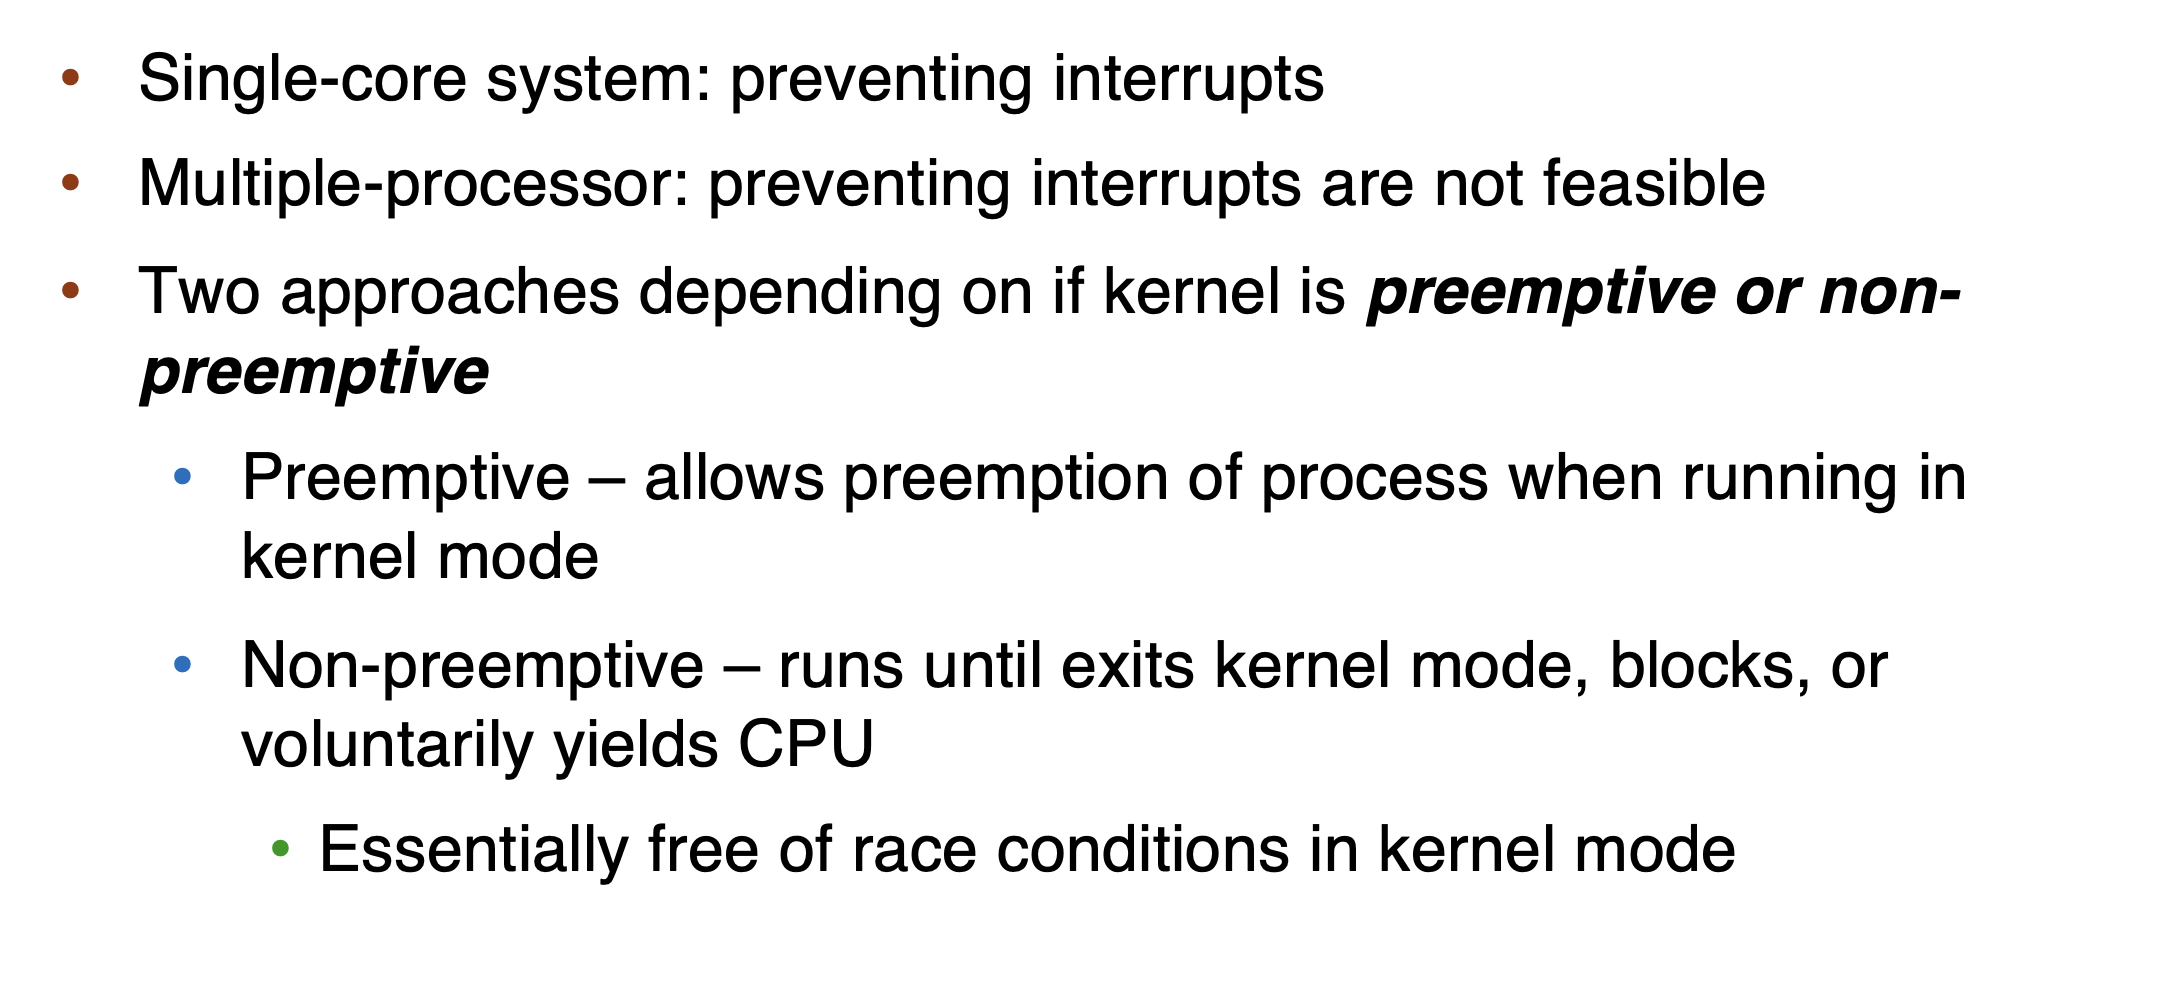 • Single-core system: preventing interrupts
• Multiple-processor: preventing interrupts are not feasible
• Two approaches depending on if kernel is preemptive or non-
preemptive
• Preemptive – allows preemption of process when running in
kernel mode
• Non-preemptive – runs until exits kernel mode, blocks, or
voluntarily yields CPU
• Essentially free of race conditions in kernel mode